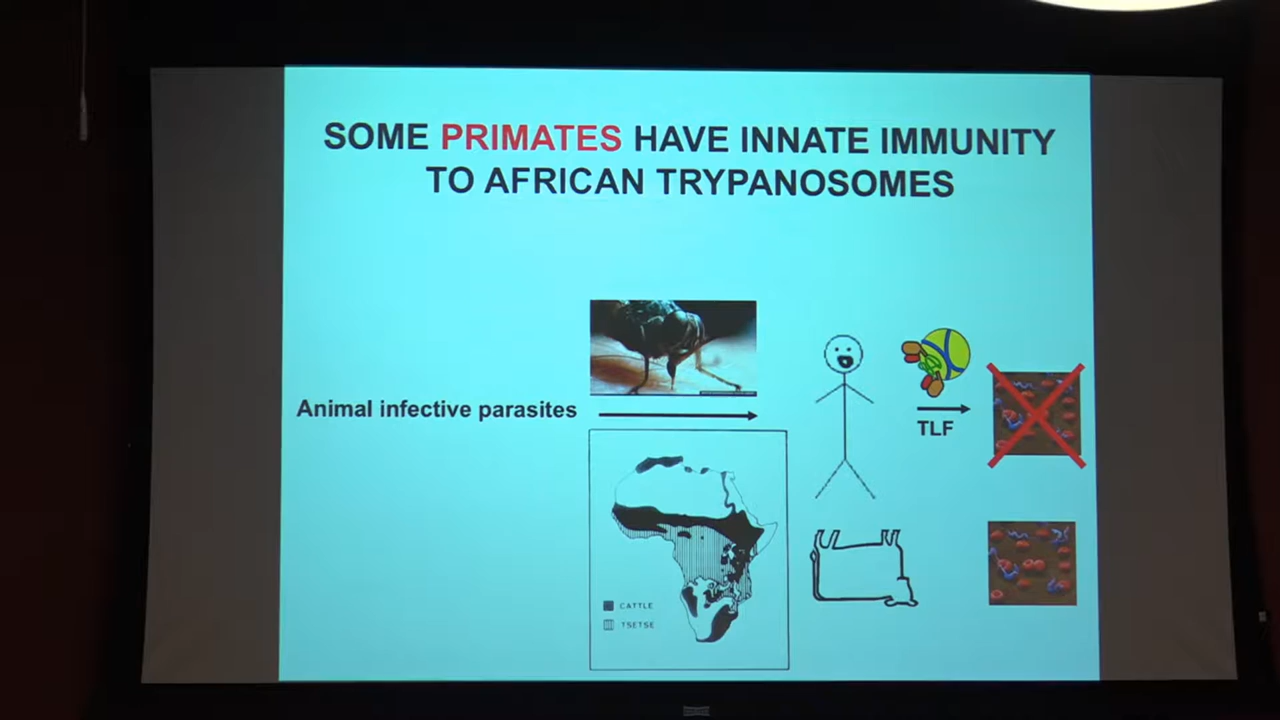 SOME PRIMATES HAVE INNATE IMMUNITY
TO AFRICAN TRYPANOSOMES
Animal infective parasites
TLF
CATTLE
TSETSE